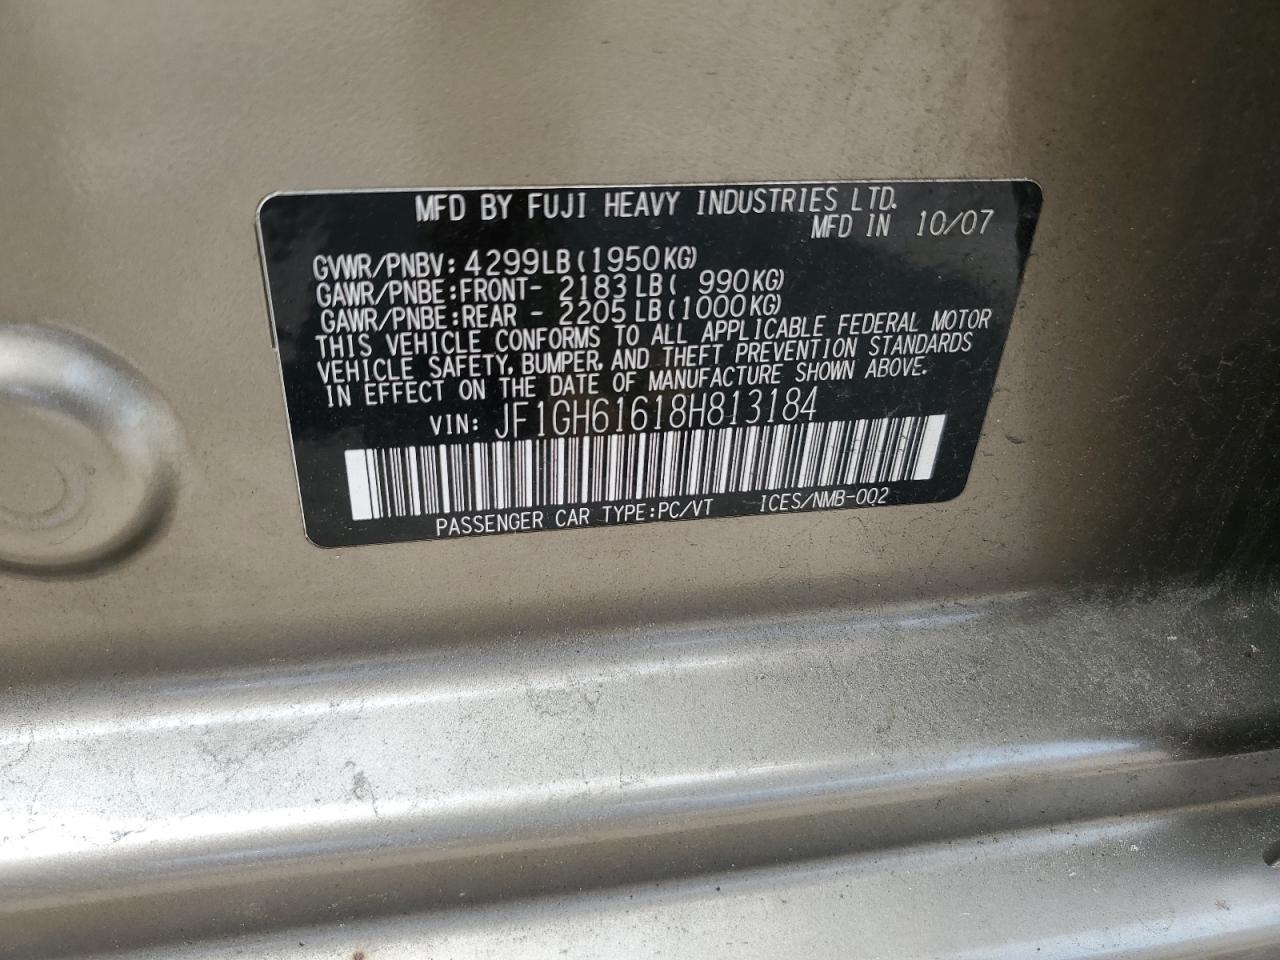 MFD BY FUJI HEAVY INDUSTRIES LTD.
MFD IN 10/07
GVWR/PNBV: 4299LB(1950KG)
GAWR/PNBE:FRONT- 2183LB( 990KG)
GAWR/PNBE:REAR - 2205LB(1000KG)
THIS VEHICLE CONFORMS TO ALL APPLICABLE FEDERAL MOTOR
VEHICLE SAFETY, BUMPER, AND THEFT PREVENTION STANDARDS
IN EFFECT ON THE DATE OF MANUFACTURE SHOWN ABOVE.
VIN: JF1GH61618H813184
PASSENGER CAR TYPE:PC/VT ICES/NMB-002